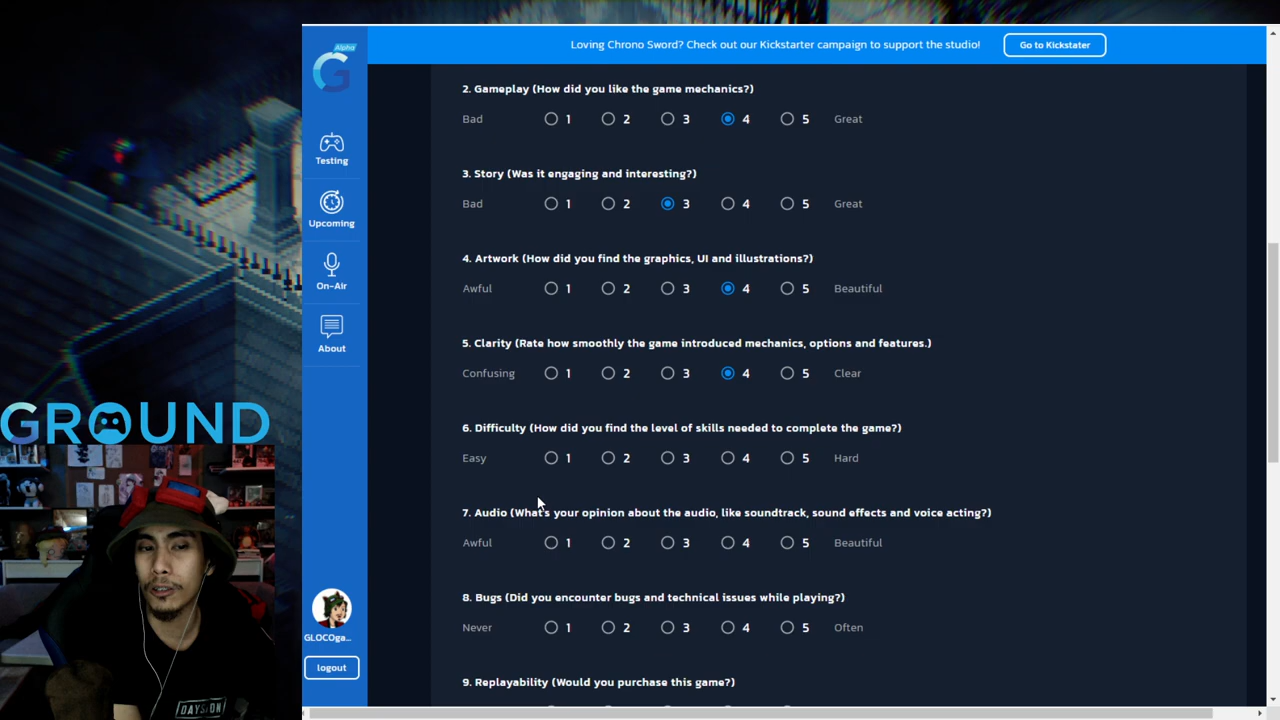 Loving Chrono Sword? Check out our Kickstarter campaign to support the studio!
Go to Kickstater
Alpha
G
Testing
Upcoming
On-Air
About
GLOCOga...
logout
2. Gameplay (How did you like the game mechanics?)
Bad 1 2 3 4 5 Great
3. Story (Was it engaging and interesting?)
Bad 1 2 3 4 5 Great
4. Artwork (How did you find the graphics, UI and illustrations?)
Awful 1 2 3 4 5 Beautiful
5. Clarity (Rate how smoothly the game introduced mechanics, options and features.)
Confusing 1 2 3 4 5 Clear
6. Difficulty (How did you find the level of skills needed to complete the game?)
Easy 1 2 3 4 5 Hard
7. Audio (What's your opinion about the audio, like soundtrack, sound effects and voice acting?)
Awful 1 2 3 4 5 Beautiful
8. Bugs (Did you encounter bugs and technical issues while playing?)
Never 1 2 3 4 5 Often
9. Replayability (Would you purchase this game?)
GROUND
DAYS/ON